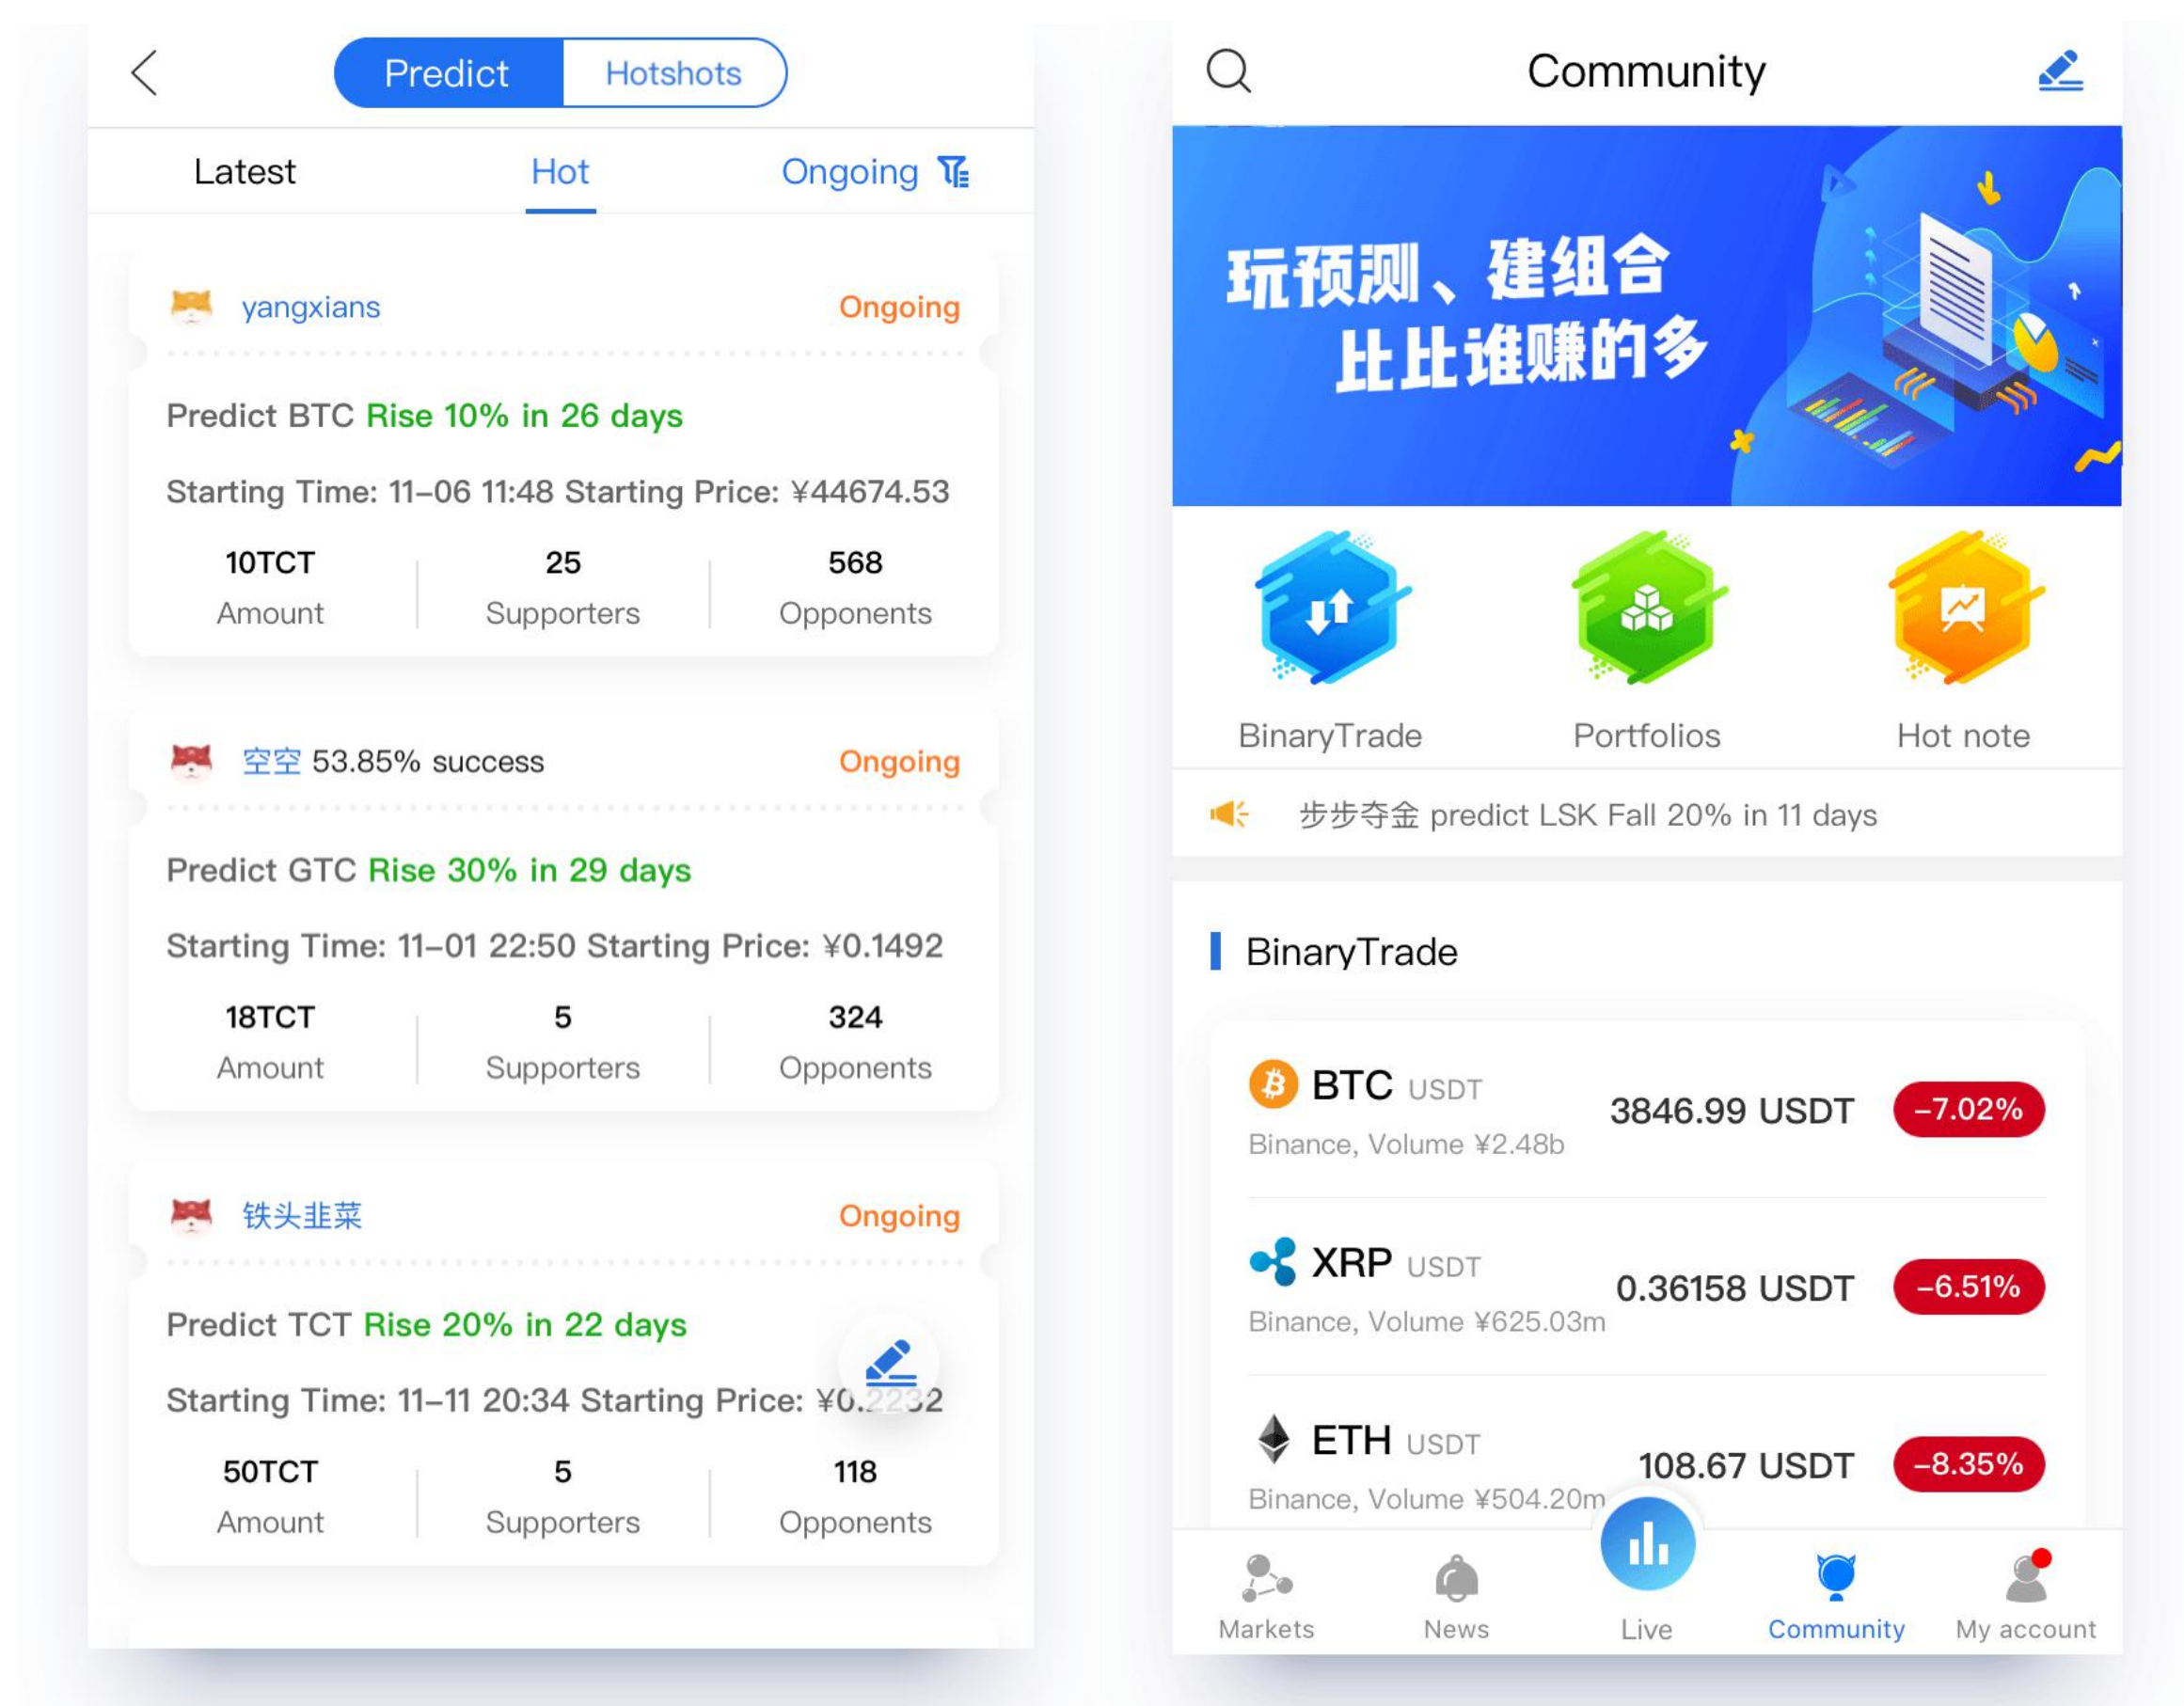 Predict Hotshots
Latest Hot Ongoing
yangxians Ongoing
Predict BTC Rise 10% in 26 days
Starting Time: 11-06 11:48 Starting Price: ¥44674.53
10TCT 25 568
Amount Supporters Opponents
空空 53.85% success Ongoing
Predict GTC Rise 30% in 29 days
Starting Time: 11-01 22:50 Starting Price: ¥0.1492
18TCT 5 324
Amount Supporters Opponents
铁头韭菜 Ongoing
Predict TCT Rise 20% in 22 days
Starting Time: 11-11 20:34 Starting Price: ¥0.2232
50TCT 5 118
Amount Supporters Opponents
Community
玩预测、建组合
比比谁赚的多
BinaryTrade Portfolios Hot note
步步夺金 predict LSK Fall 20% in 11 days
BinaryTrade
BTC USDT 3846.99 USDT -7.02%
Binance, Volume ¥2.48b
XRP USDT 0.36158 USDT -6.51%
Binance, Volume ¥625.03m
ETH USDT 108.67 USDT -8.35%
Binance, Volume ¥504.20m
Markets News Live Community My account